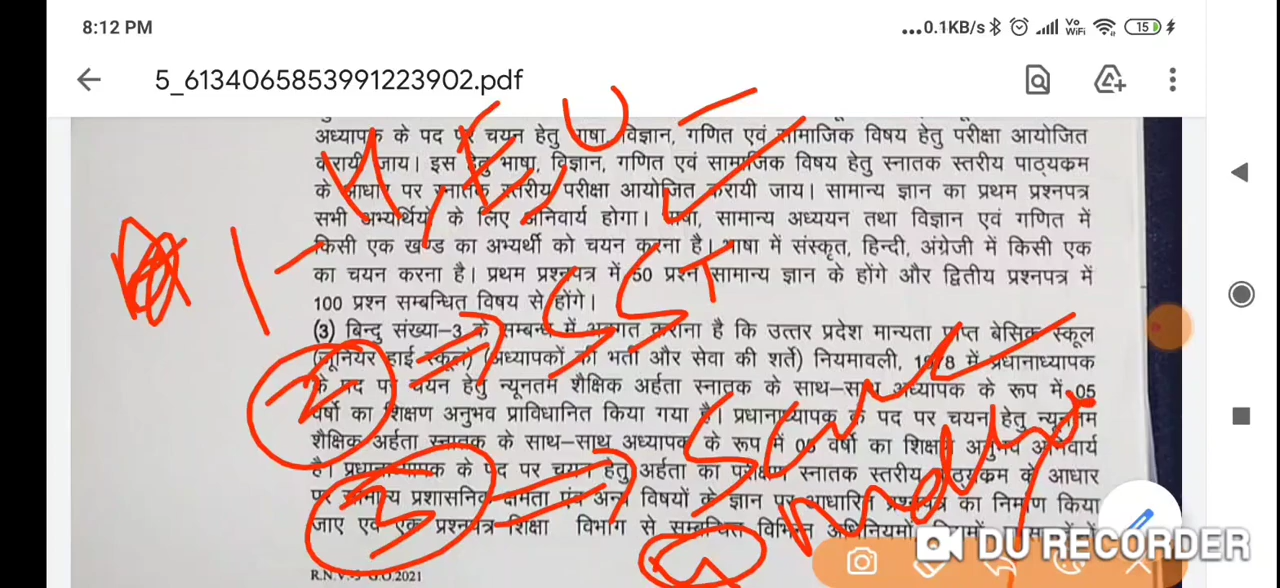 8:12 PM
...0.1KB/s Vo WiFi 15
5_6134065853991223902.pdf
अध्यापक के पद पर चयन हेतु भाषा, विज्ञान, गणित एवं सामाजिक विषय हेतु परीक्षा आयोजित
करायी जाय। इस हेतु भाषा, विज्ञान, गणित एवं सामाजिक विषय हेतु स्नातक स्तरीय पाठ्यक्रम
के आधार पर स्नातक स्तरीय परीक्षा आयोजित करायी जाय। सामान्य ज्ञान का प्रथम प्रश्नपत्र
सभी अभ्यर्थियों के लिए अनिवार्य होगा। भाषा, सामान्य अध्ययन तथा विज्ञान एवं गणित में
किसी एक खण्ड का अभ्यर्थी को चयन करना है। भाषा में संस्कृत, हिन्दी, अंग्रेजी में किसी एक
का चयन करना है। प्रथम प्रश्नपत्र में 50 प्रश्न सामान्य ज्ञान के होंगे और द्वितीय प्रश्नपत्र में
100 प्रश्न सम्बन्धित विषय से होंगे।
(3) बिन्दु संख्या-3 के सम्बन्ध में अवगत कराना है कि उत्तर प्रदेश मान्यता प्राप्त बेसिक स्कूल
(जूनियर हाई स्कूल) (अध्यापकों की भर्ती और सेवा की शर्ते) नियमावली, 1978 में प्रधानाध्यापक
के पद पर चयन हेतु न्यूनतम शैक्षिक अर्हता स्नातक के साथ-साथ अध्यापक के रूप में 05
वर्षो का शिक्षण अनुभव प्राविधानित किया गया है। प्रधानाध्यापक के पद पर चयन हेतु न्यूनतम
शैक्षिक अर्हता स्नातक के साथ-साथ अध्यापक के रूप में 05 वर्षो का शिक्षण अनुभव अनिवार्य
है। प्रधानाध्यापक के पद पर चयन हेतु अर्हता का परीक्षण स्नातक स्तरीय पाठ्यक्रम के आधार
पर सामान्य प्रशासनिक क्षमता एंव अन्य विषयों के ज्ञान पर आधारित प्रश्नपत्र का निर्माण किया
जाए एवं एक प्रश्नपत्र शिक्षा विभाग से सम्बन्धित विभिन्न अधिनियमों
R.N.V. G.O.2021
1 - H, E, U
2 SST
3
DU RECORDER